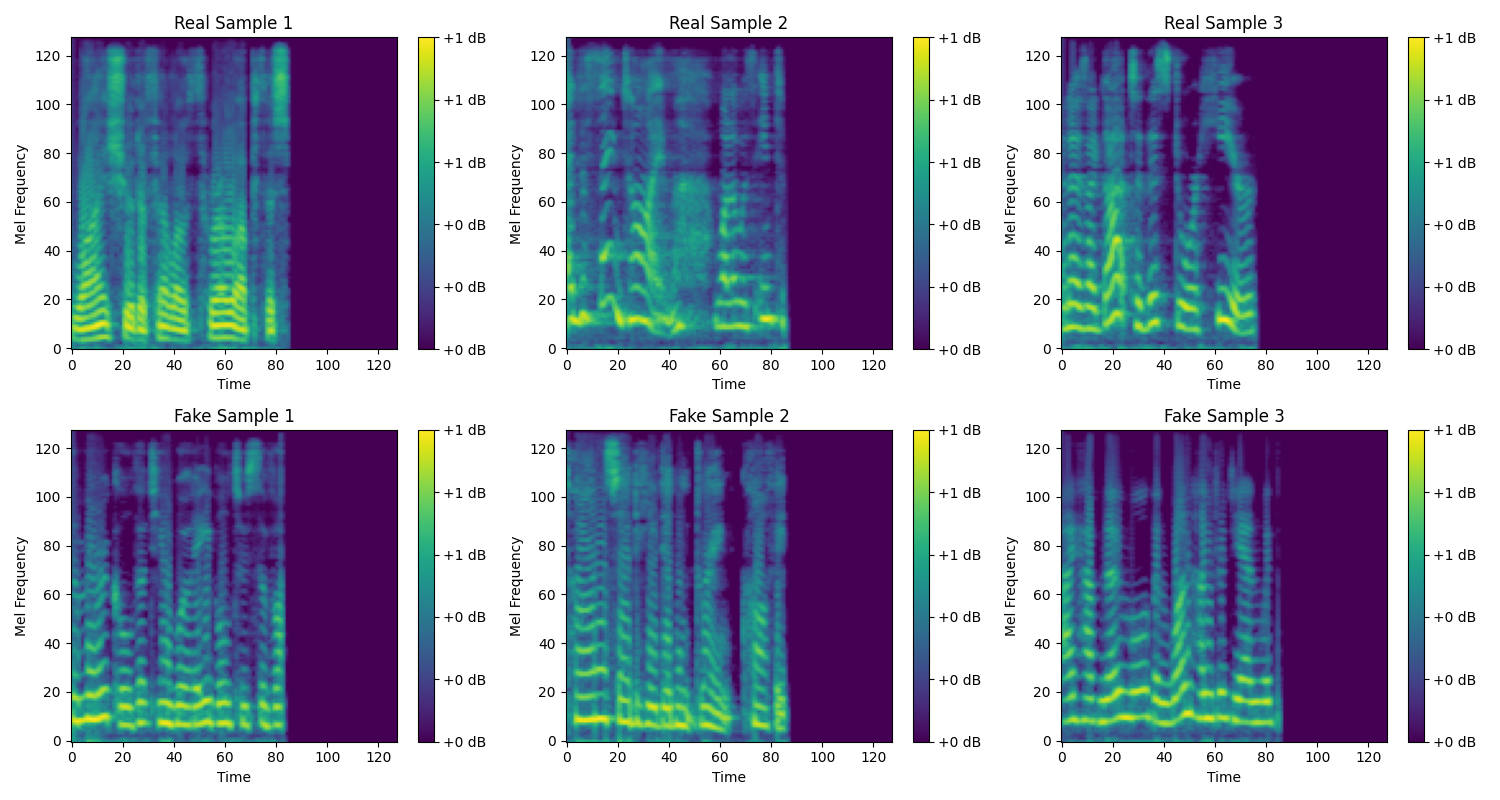 Real Sample 1
Real Sample 2
Real Sample 3
Mel Frequency
120
100
80
60
40
20
0
0 20 40 60 80 100 120
Time
+1 dB
+1 dB
+1 dB
+0 dB
+0 dB
+0 dB
Mel Frequency
120
100
80
60
40
20
0
0 20 40 60 80 100 120
Time
+1 dB
+1 dB
+1 dB
+0 dB
+0 dB
+0 dB
Mel Frequency
120
100
80
60
40
20
0
0 20 40 60 80 100 120
Time
+1 dB
+1 dB
+1 dB
+0 dB
+0 dB
+0 dB
Fake Sample 1
Fake Sample 2
Fake Sample 3
Mel Frequency
120
100
80
60
40
20
0
0 20 40 60 80 100 120
Time
+1 dB
+1 dB
+1 dB
+0 dB
+0 dB
+0 dB
Mel Frequency
120
100
80
60
40
20
0
0 20 40 60 80 100 120
Time
+1 dB
+1 dB
+1 dB
+0 dB
+0 dB
+0 dB
Mel Frequency
120
100
80
60
40
20
0
0 20 40 60 80 100 120
Time
+1 dB
+1 dB
+1 dB
+0 dB
+0 dB
+0 dB